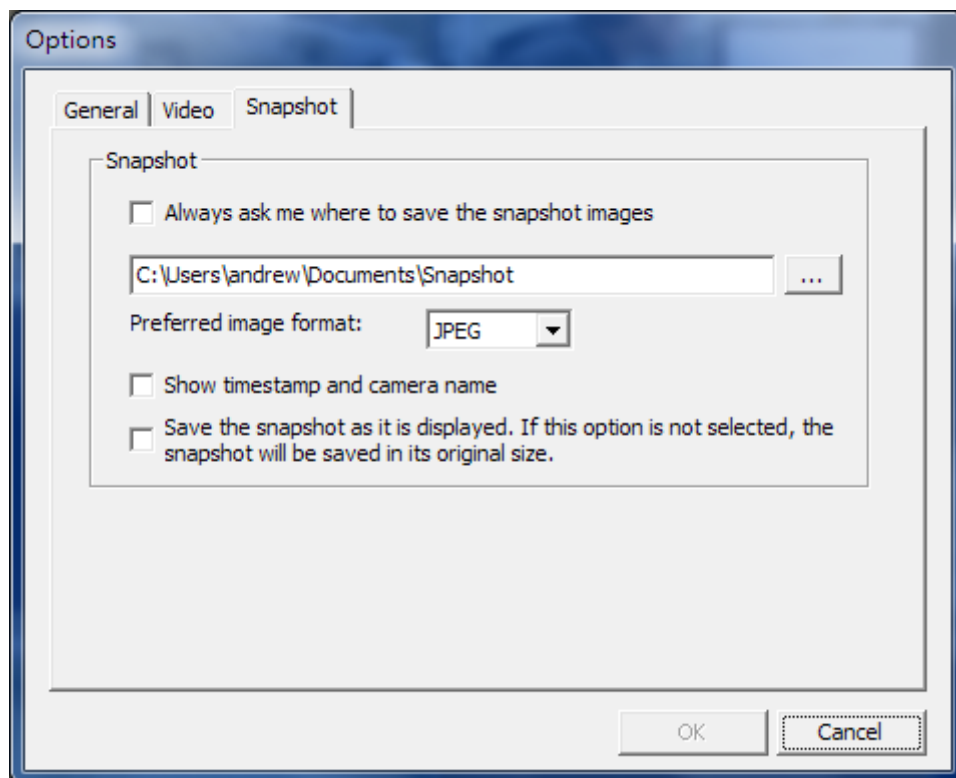 Options
General Video Snapshot
Snapshot
Always ask me where to save the snapshot images
C:\Users\andrew\Documents\Snapshot ...
Preferred image format: JPEG
Show timestamp and camera name
Save the snapshot as it is displayed. If this option is not selected, the
snapshot will be saved in its original size.
OK Cancel